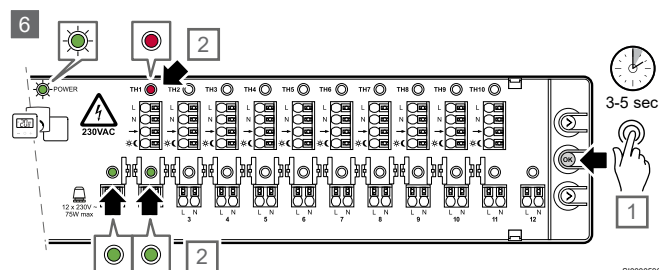 6
2
3-5 sec
POWER
TH1 TH2 TH3 TH4 TH5 TH6 TH7 TH8 TH9 TH10
L L L L L L L L L L
N N N N N N N N N N
230VAC
OK
1
12 x 230V ~
75W max
L N L N L N L N L N L N L N L N L N L N
3 4 5 6 7 8 9 10 11 12
2